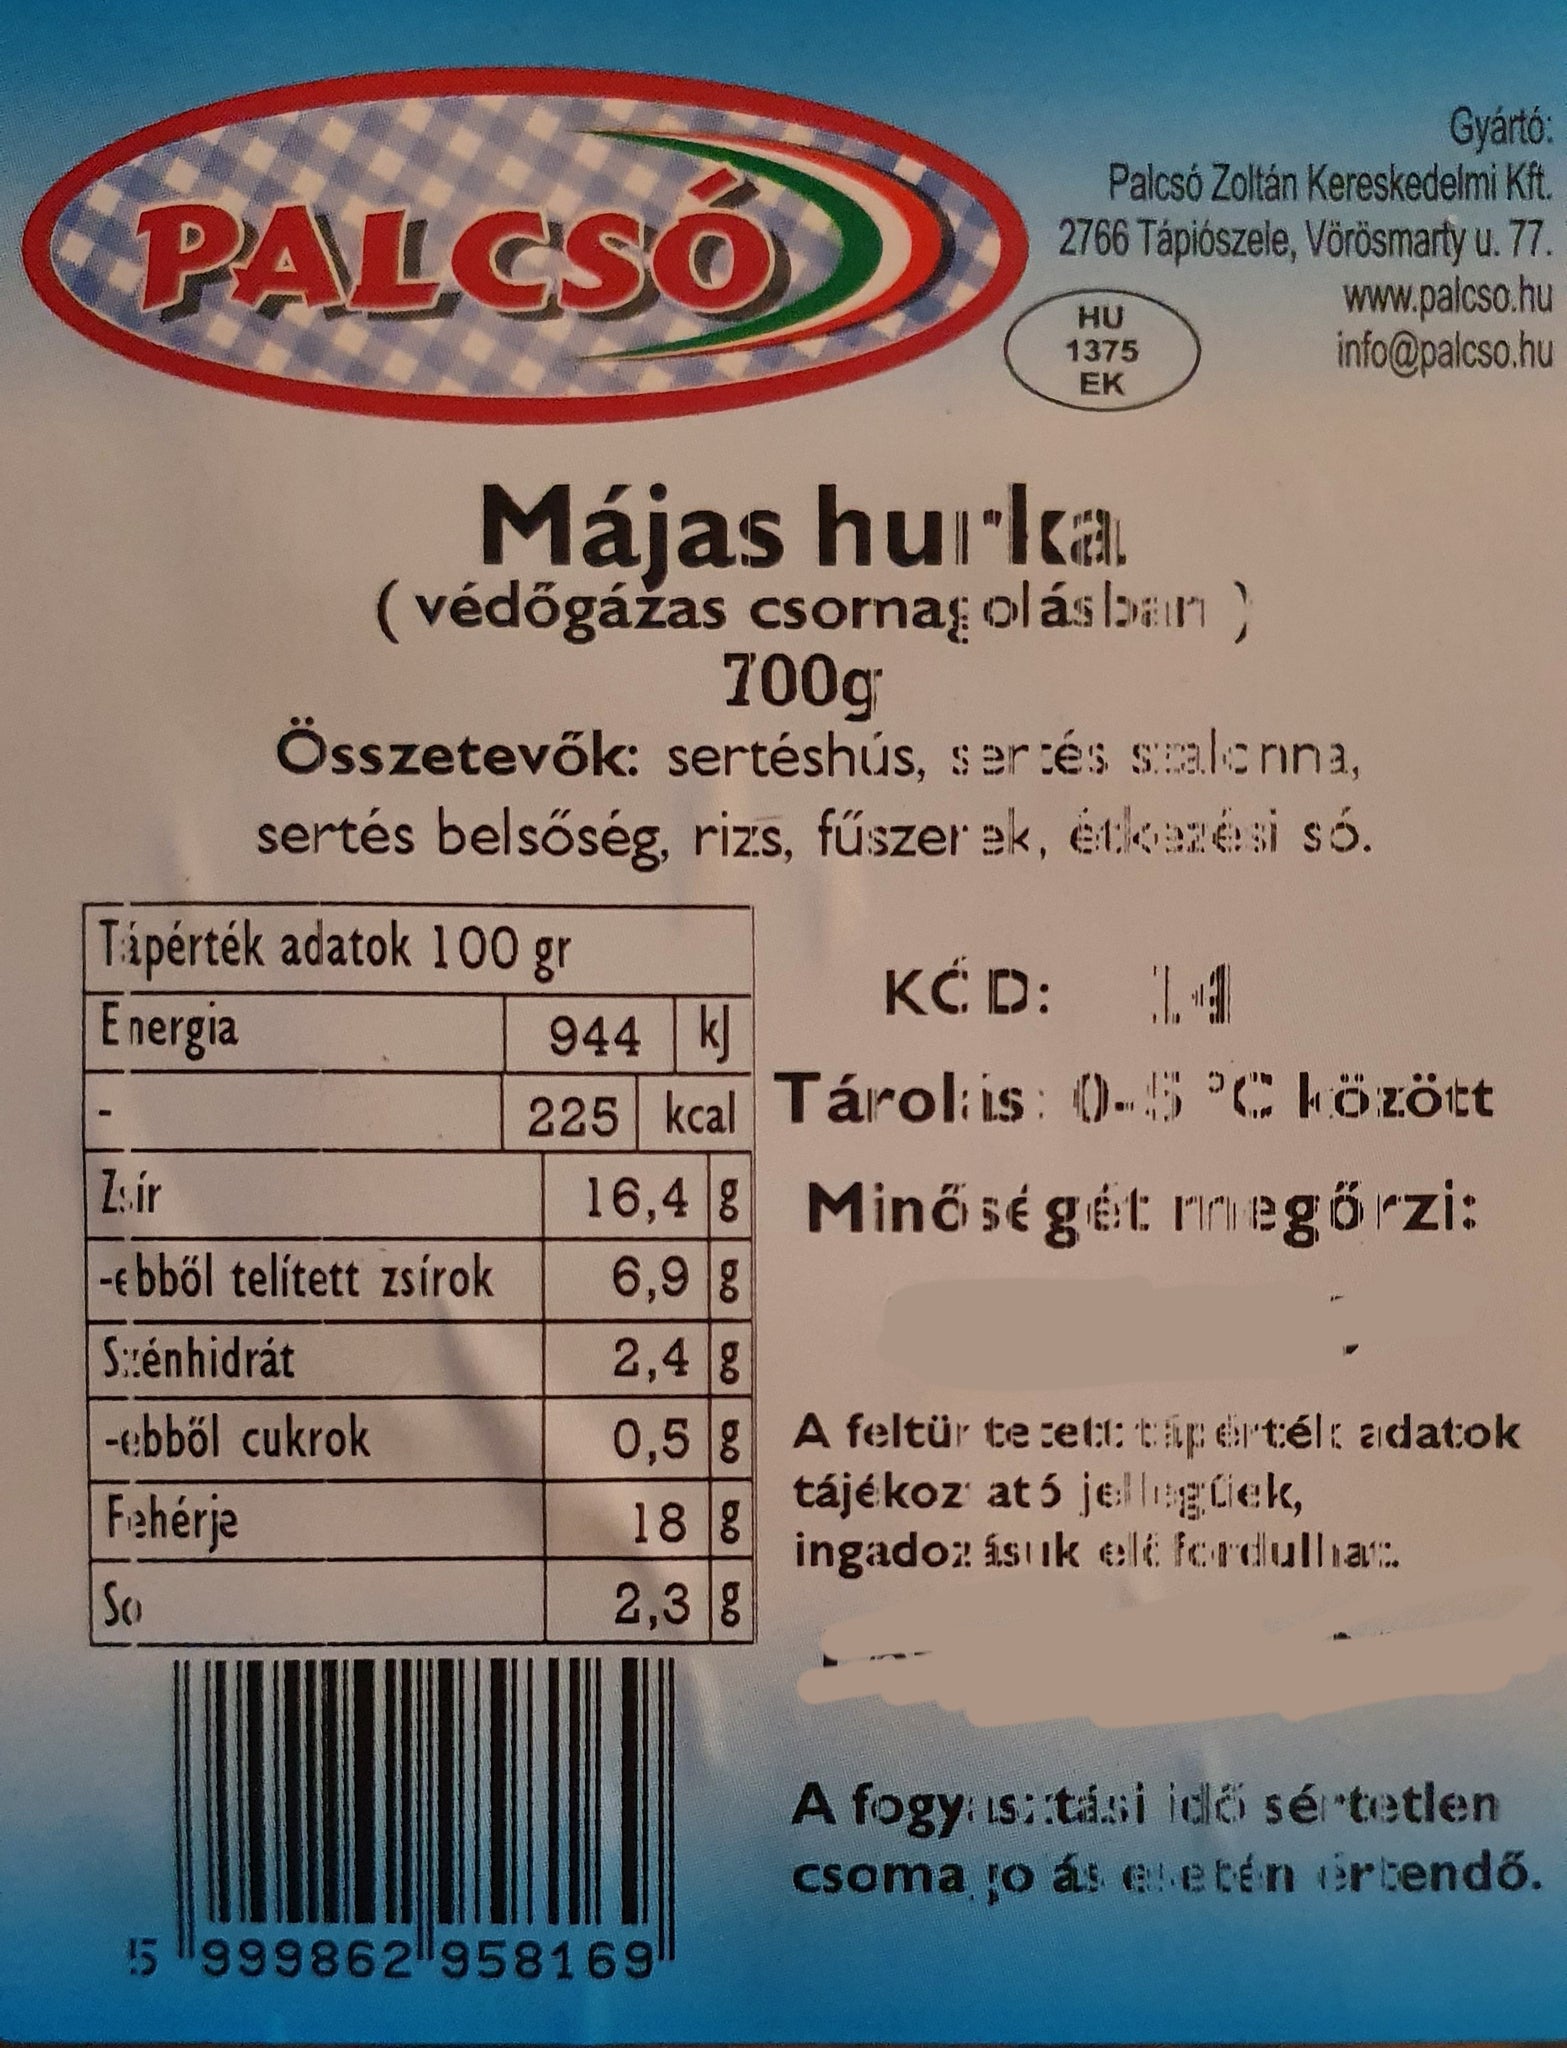 PALCSÓ
Gyártó:
Palcsó Zoltán Kereskedelmi Kft.
2766 Tápiószele, Vörösmarty u. 77.
www.palcso.hu
info@palcso.hu
HU
1375
EK
Májas hurka
( védőgázas csomagolásban )
700g
Összetevők: sertéshús, sertés szalonna,
sertés belsőség, rizs, fűszerek, étkezési só.
Tápérték adatok 100 gr
Energia 944 kJ
- 225 kcal
Zsír 16,4 g
-ebből telített zsírok 6,9 g
Szénhidrát 2,4 g
-ebből cukrok 0,5 g
Fehérje 18 g
Só 2,3 g
KÓD: 14
Tárolás: 0-5 °C között
Minőségét megőrzi:
A feltüntetett tápérték adatok
tájékoztató jellegűek,
ingadozásuk előfordulhat.
A fogyasztási idő sértetlen
csomagolás esetén értendő.
5 999862 958169